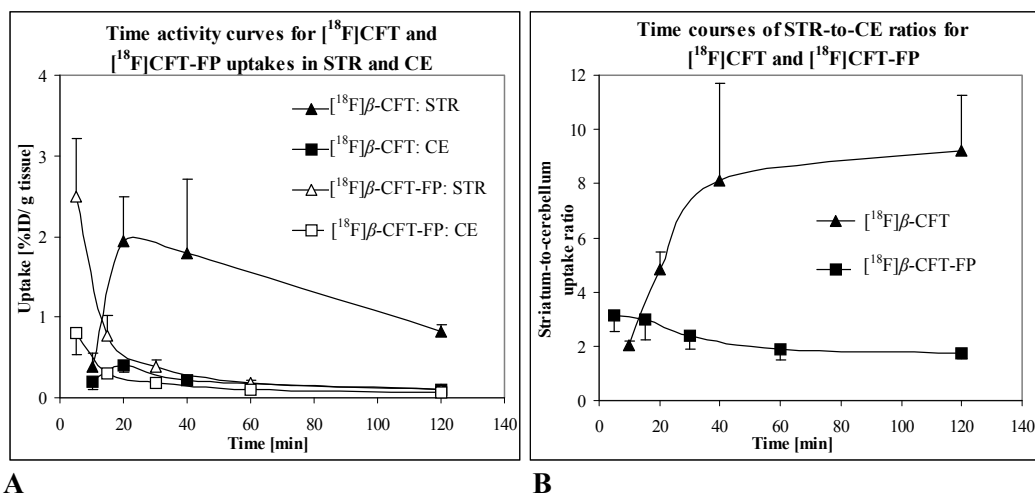 Time activity curves for [¹⁸F]CFT and
[¹⁸F]CFT-FP uptakes in STR and CE
4
3
2
1
0
Uptake [%ID/ g tissue]
[¹⁸F]β-CFT: STR
[¹⁸F]β-CFT: CE
[¹⁸F]β-CFT-FP: STR
[¹⁸F]β-CFT-FP: CE
0 20 40 60 80 100 120 140
Time [min]
A
Time courses of STR-to-CE ratios for
[¹⁸F]CFT and [¹⁸F]CFT-FP
12
10
8
6
4
2
0
Striatum-to-cerebellum
uptake ratio
[¹⁸F]β-CFT
[¹⁸F]β-CFT-FP
0 20 40 60 80 100 120 140
Time [min]
B